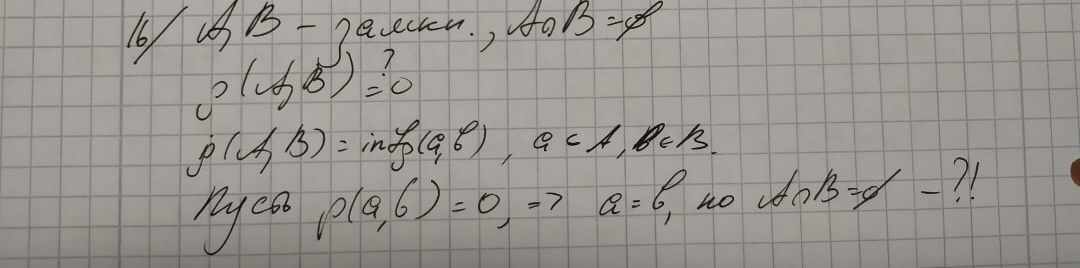 16/ A, B – замкн., A∩B=∅
ρ(A, B) =? 0
ρ(A, B) = inf ρ(a, b), a ⊂ A, b ∈ B.
Пусть ρ(a, b) = 0, => a = b, но A∩B=∅ – ?!